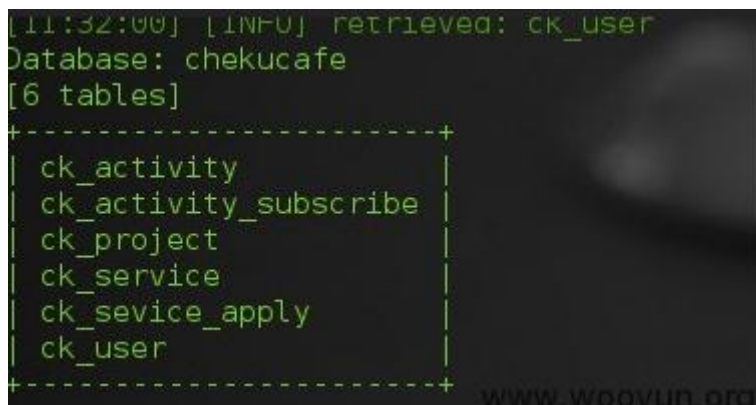 [11:32:00] [INFO] retrieved: ck_user
Database: chekucafe
[6 tables]
+-----------------------+
| ck_activity |
| ck_activity_subscribe |
| ck_project |
| ck_service |
| ck_sevice_apply |
| ck_user |
+-----------------------+
www.wooyun.org